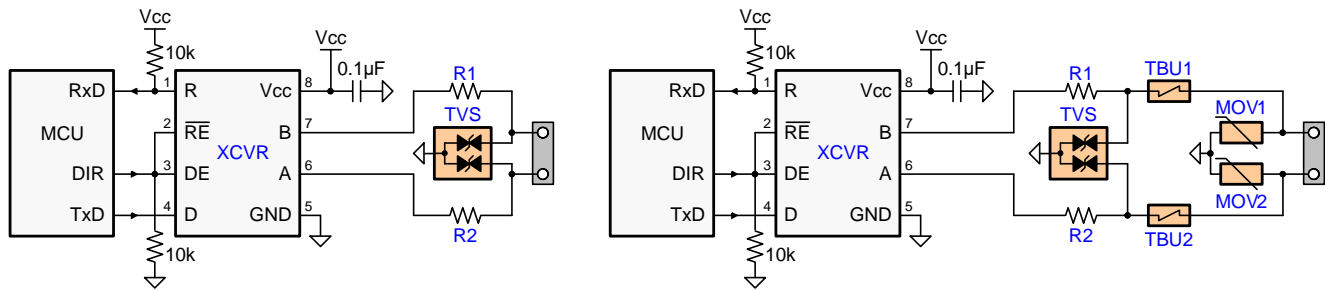 Vcc
10k
Vcc
0.1µF
R1
RxD
1
R
Vcc
8
TVS
MCU
2
RE
B
7
XCVR
DIR
3
DE
A
6
TxD
4
D
GND
5
R2
10k
Vcc
10k
Vcc
0.1µF
R1
TBU1
RxD
1
R
Vcc
8
TVS
MOV1
MCU
2
RE
B
7
XCVR
DIR
3
DE
A
6
TxD
4
D
GND
5
MOV2
R2
TBU2
10k